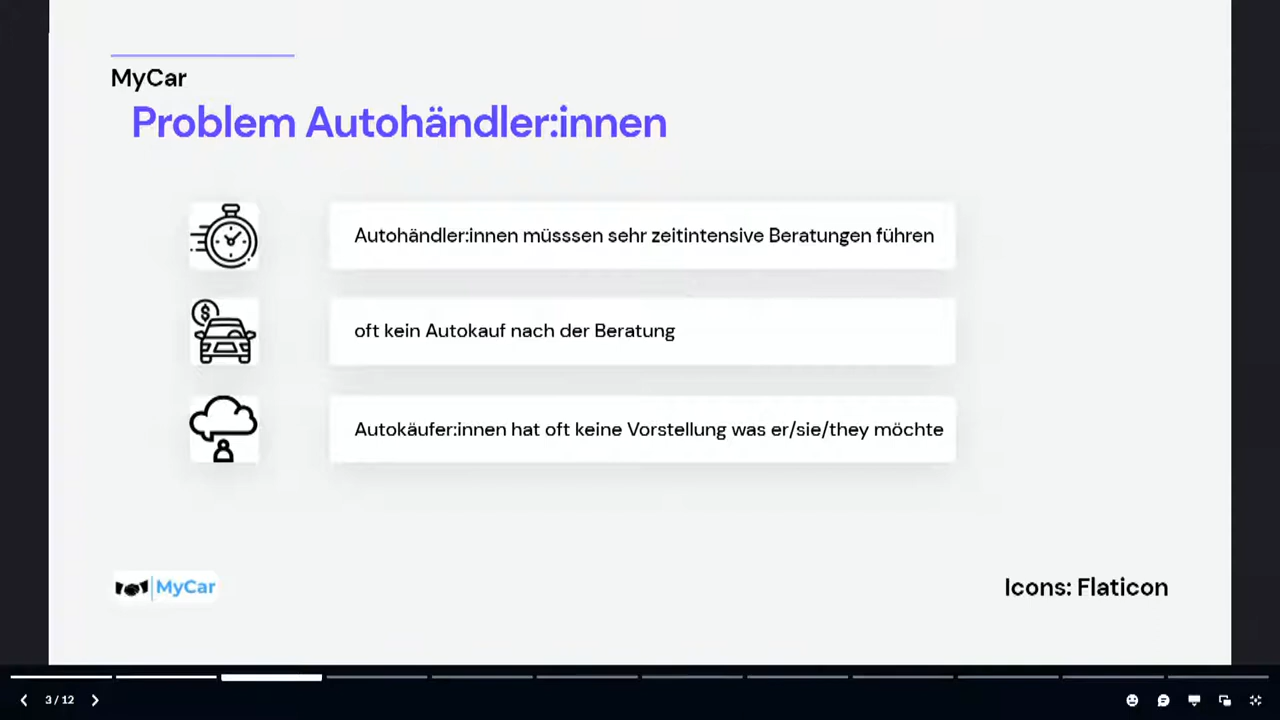 MyCar
Problem Autohändler:innen
Autohändler:innen müsssen sehr zeitintensive Beratungen führen
$
oft kein Autokauf nach der Beratung
Autokäufer:innen hat oft keine Vorstellung was er/sie/they möchte
MyCar
Icons: Flaticon
3 / 12